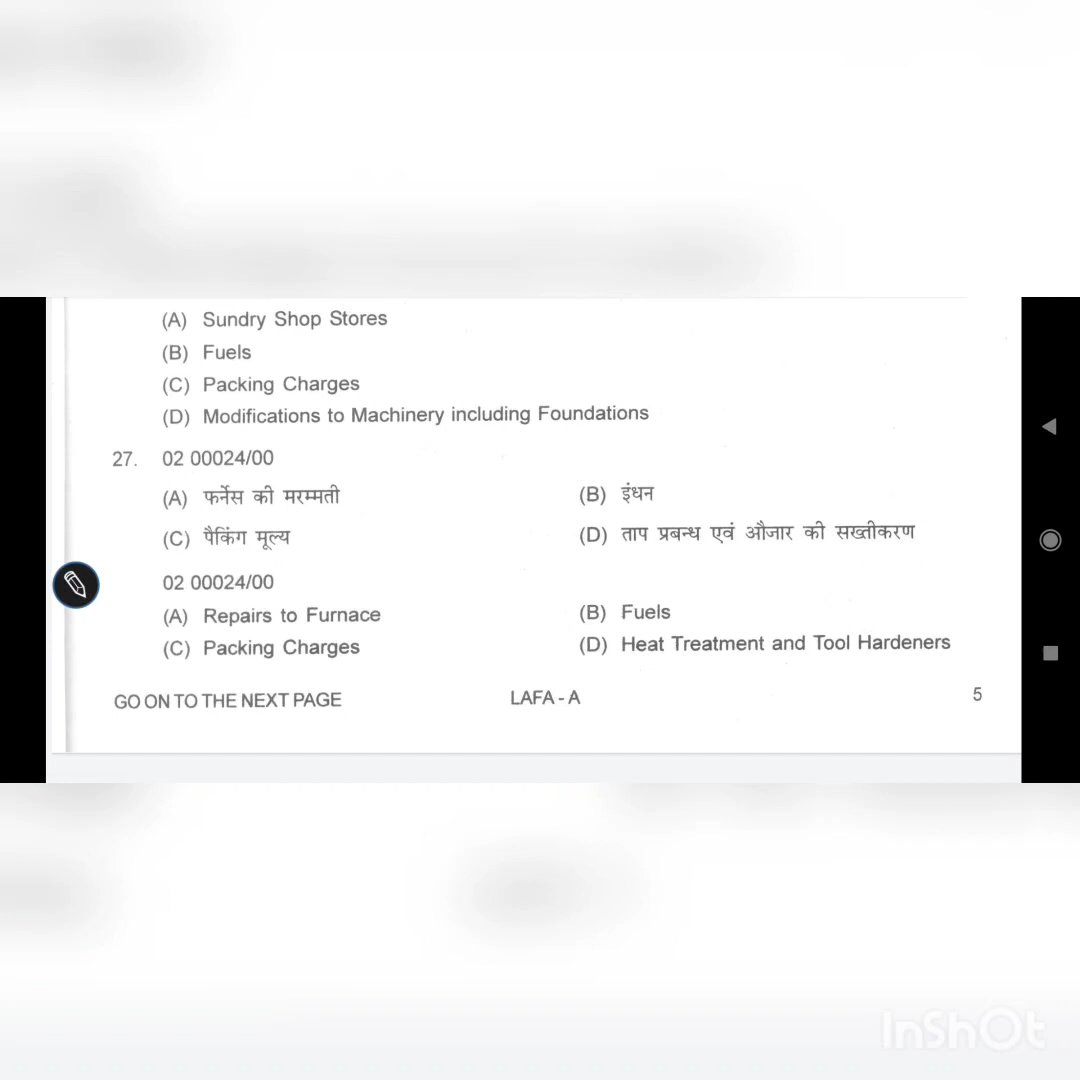 (A) Sundry Shop Stores
(B) Fuels
(C) Packing Charges
(D) Modifications to Machinery including Foundations
27. 02 00024/00
(A) फर्नेस की मरम्मती (B) इंधन
(C) पैकिंग मूल्य (D) ताप प्रबन्ध एवं औजार की सख्तीकरण
02 00024/00
(A) Repairs to Furnace (B) Fuels
(C) Packing Charges (D) Heat Treatment and Tool Hardeners
GO ON TO THE NEXT PAGE LAFA - A 5
InShOt